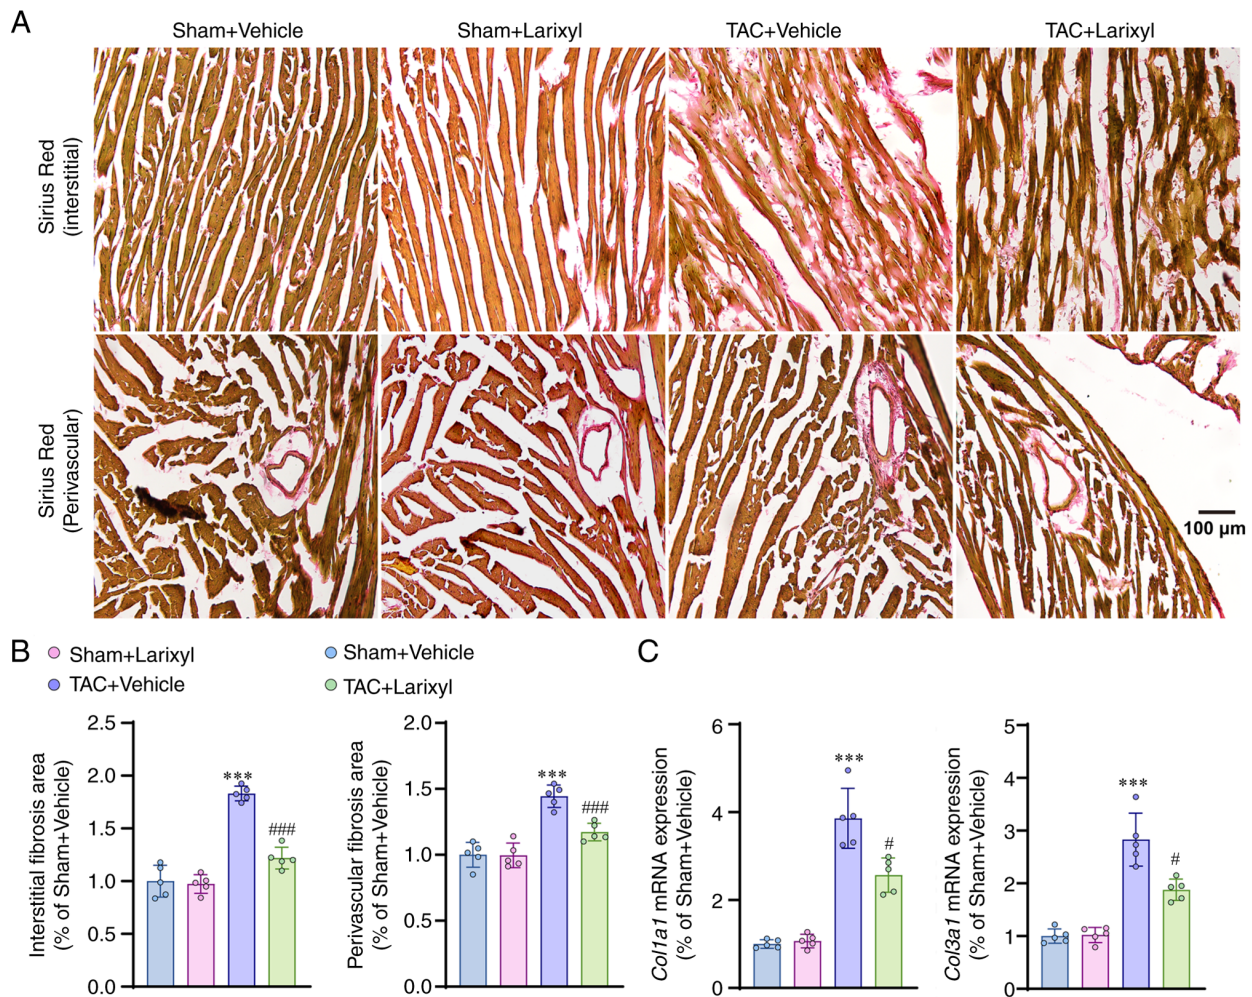 A
Sham+Vehicle
Sham+Larixyl
TAC+Vehicle
TAC+Larixyl
Sirius Red
(interstitial)
Sirius Red
(Perivascular)
100 µm
B
Sham+Larixyl
Sham+Vehicle
TAC+Vehicle
TAC+Larixyl
Interstitial fibrosis area
(% of Sham+Vehicle)
2.5
2.0
1.5
1.0
0.5
0.0
***
###
Perivascular fibrosis area
(% of Sham+Vehicle)
2.0
1.5
1.0
0.5
0.0
***
###
C
Col1a1 mRNA expression
(% of Sham+Vehicle)
6
4
2
0
***
#
Col3a1 mRNA expression
(% of Sham+Vehicle)
5
4
3
2
1
0
***
#